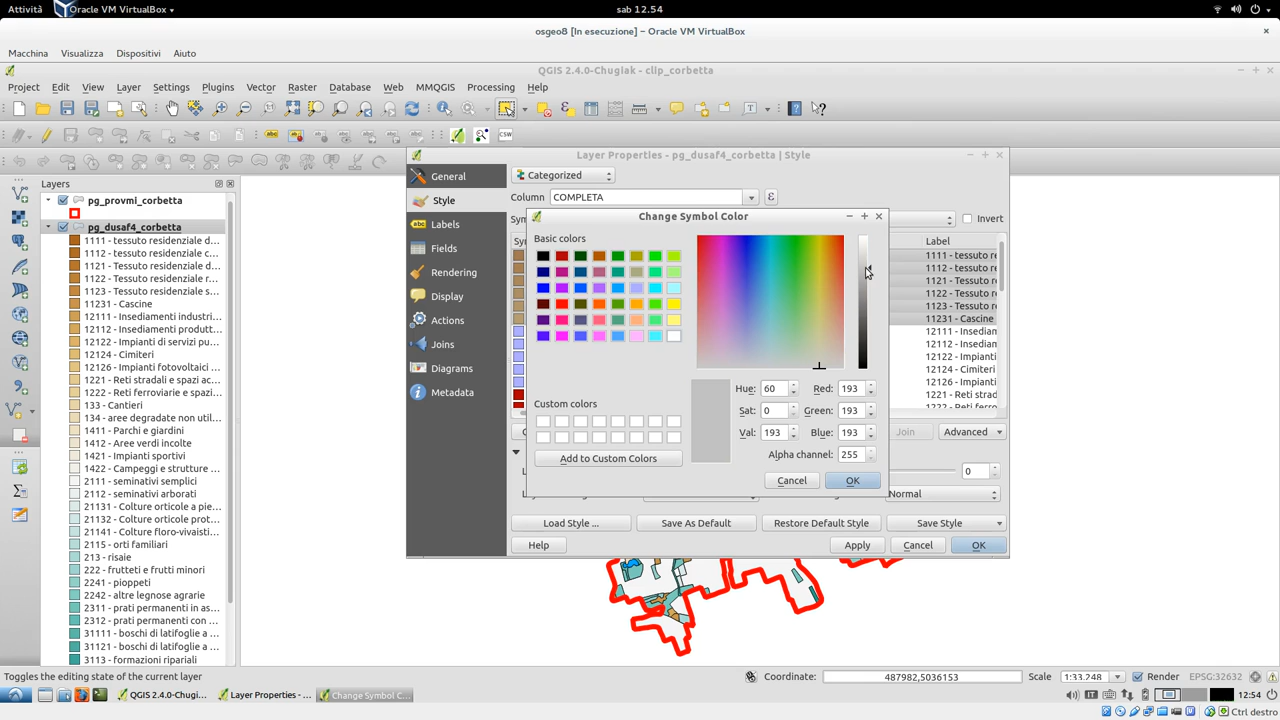 Attività
Oracle VM VirtualBox
sab 12.54
osgeo8 [In esecuzione] – Oracle VM VirtualBox
Macchina Visualizza Dispositivi Aiuto
QGIS 2.4.0-Chugiak - clip_corbetta
Project Edit View Layer Settings Plugins Vector Raster Database Web MMQGIS Processing Help
CSW
Layers
pg_provmi_corbetta
pg_dusaf4_corbetta
1111 - tessuto residenziale d...
1112 - tessuto residenziale c...
1122 - Tessuto residenziale r...
1123 - Tessuto residenziale s...
11231 - Cascine
12111 - Insediamenti industri...
12112 - Insediamenti produtt...
12122 - Impianti di servizi pu...
12124 - Cimiteri
12126 - Impianti tecnologici
1221 - Reti stradali e spazi ac...
1222 - Reti ferroviarie e spazi...
133 - Cantieri
134 - aree degradate non util...
1411 - Parchi e giardini
1412 - Aree verdi incolte
1421 - Impianti sportivi
1422 - Campeggi e strutture ...
2111 - seminativi semplici
2112 - seminativi arborati
21131 - Colture orticole a pie...
21132 - Colture orticole prot...
21141 - Colture floro-vivaisti...
2115 - orti familiari
213 - risaie
222 - frutteti e frutti minori
2241 - pioppeti
2242 - altre legnose agrarie
2311 - prati permanenti in as...
2312 - prati permanenti con ...
31111 - boschi di latifoglie a ...
31121 - boschi di latifoglie a ...
3113 - formazioni ripariali
Layer Properties - pg_dusaf4_corbetta | Style
General
Style
Labels
Fields
Rendering
Display
Actions
Joins
Diagrams
Metadata
Categorized
Column COMPLETA
Invert
Label
1111 - tessuto re
1112 - tessuto re
1121 - Tessuto re
1122 - Tessuto re
1123 - Tessuto re
11231 - Cascine
12111 - Insediam
12112 - Insediam
12122 - Impianti
12124 - Cimiteri
12126 - Impianti
1221 - Reti strad
1222 - Reti ferro
Join Advanced
0
Normal
Load Style ... Save As Default Restore Default Style Save Style
Help Apply Cancel OK
Change Symbol Color
Basic colors
Custom colors
Add to Custom Colors
Hue: 60 Red: 193
Sat: 0 Green: 193
Val: 193 Blue: 193
Alpha channel: 255
Cancel OK
Toggles the editing state of the current layer
Coordinate: 487982,5036153 Scale 1:33.248 Render EPSG:32632
QGIS 2.4.0-Chugi... Layer Properties - ... Change Symbol C...
IT 12:54
Ctrl destro